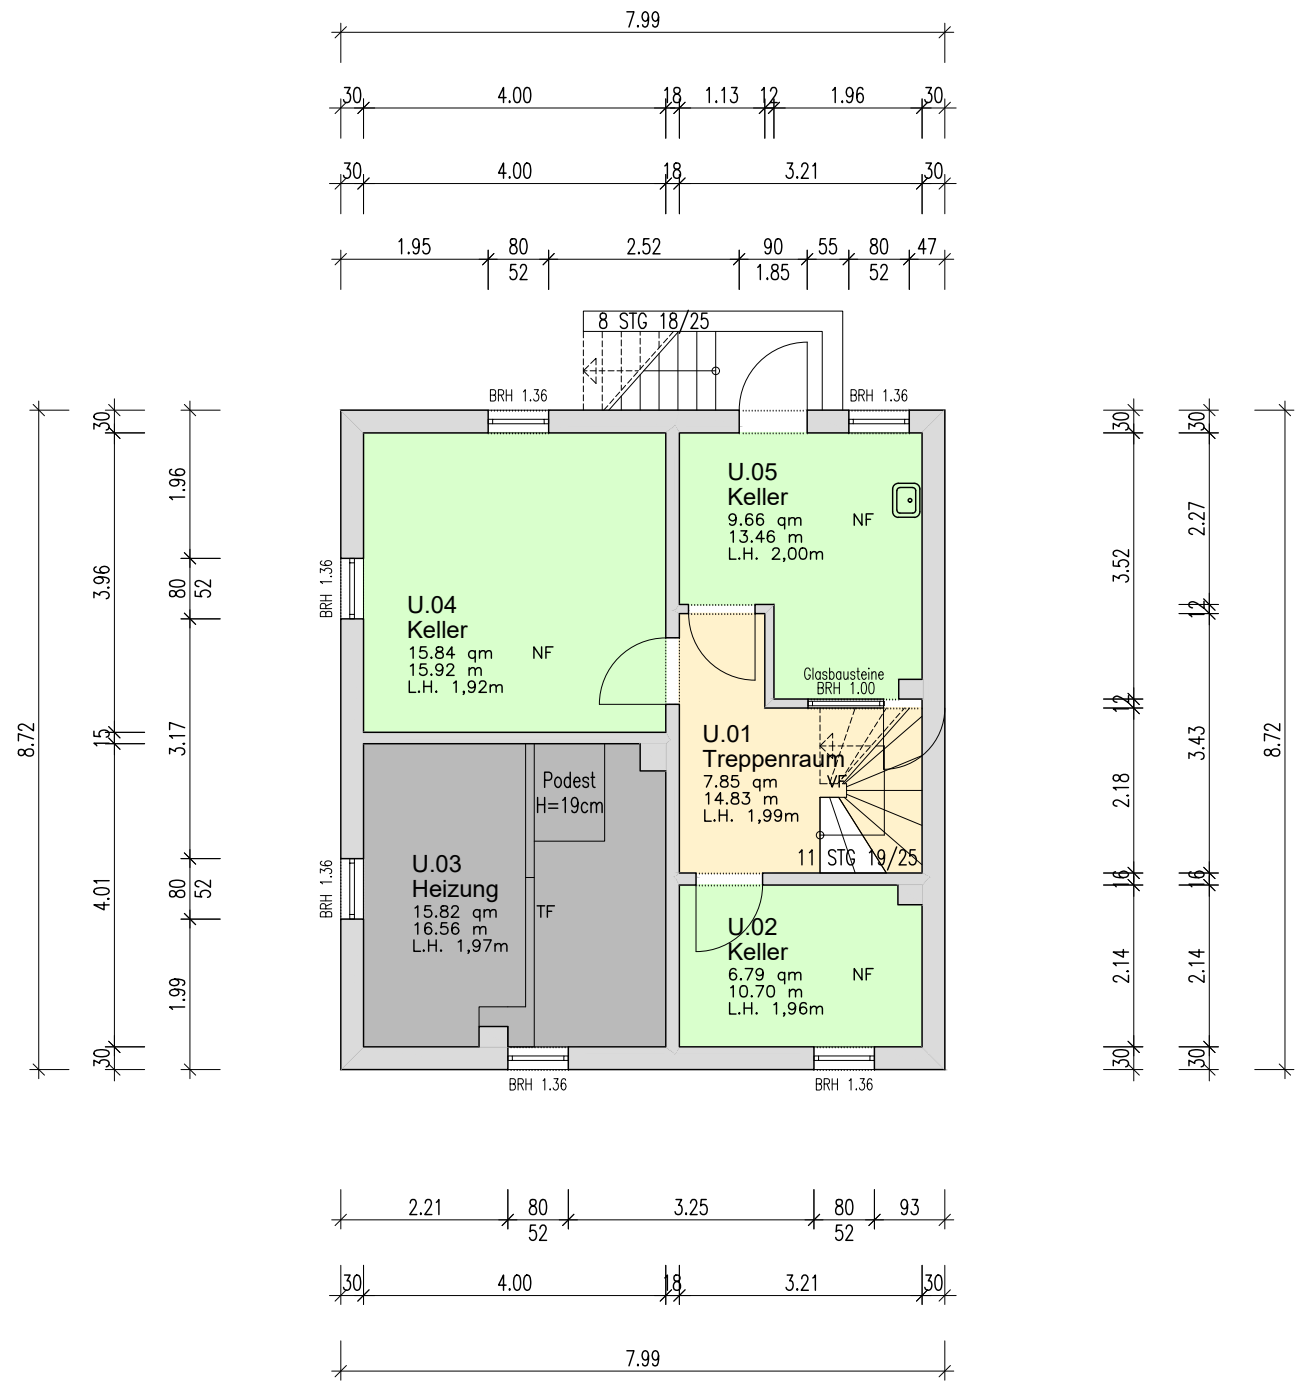 7.99
30 4.00 18 1.13 12 1.96 30
30 4.00 18 3.21 30
1.95 80 2.52 90 55 80 47
52 1.85 52
8 STG 18/25
BRH 1.36
BRH 1.36
U.05
Keller
9.66 qm NF
13.46 m
L.H. 2,00m
BRH 1.36
U.04
Keller
15.84 qm NF
15.92 m
L.H. 1,92m
Glasbausteine
BRH 1.00
U.01
Treppenraum
7.85 qm VF
14.83 m
L.H. 1,99m
11 STG 19/25
Podest
H=19cm
BRH 1.36
U.03
Heizung
15.82 qm TF
16.56 m
L.H. 1,97m
U.02
Keller
6.79 qm NF
10.70 m
L.H. 1,96m
BRH 1.36
BRH 1.36
8.72
30 3.96 15 4.01 30
1.96 80 3.17 80 1.99
52 52
30 3.52 12 2.18 16 2.14 30
30 2.27 12 3.43 16 2.14 30
8.72
2.21 80 3.25 80 93
52 52
30 4.00 18 3.21 30
7.99